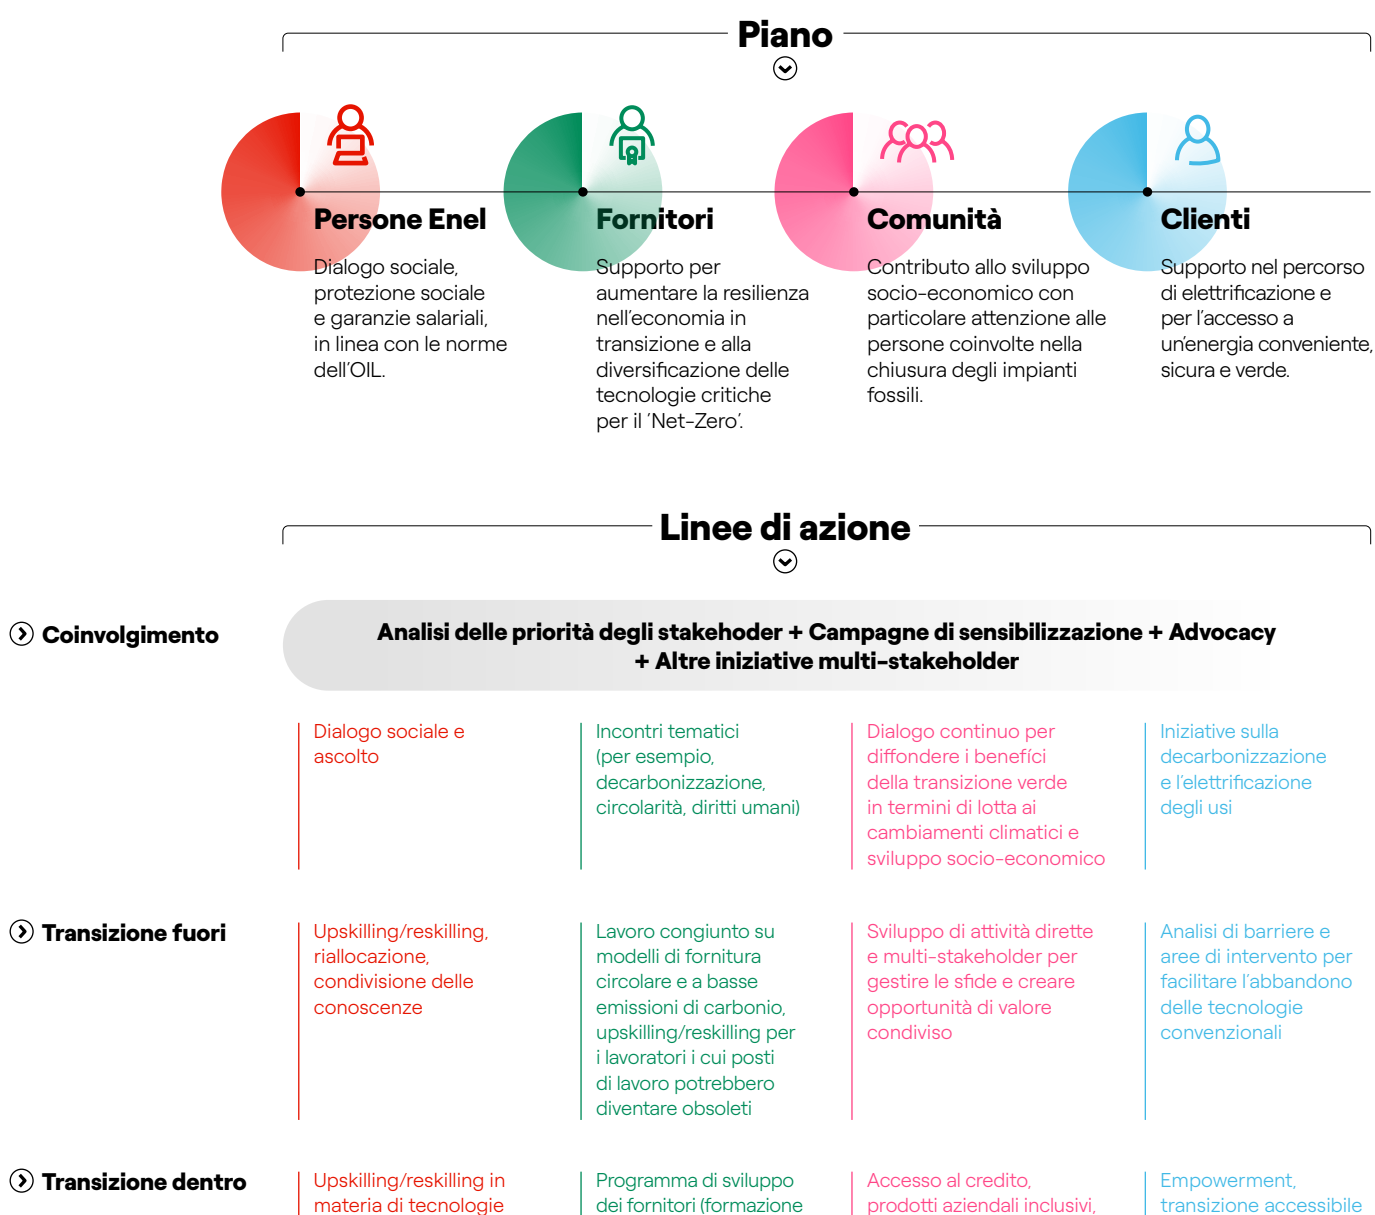 Piano
Persone Enel
Dialogo sociale,
protezione sociale
e garanzie salariali,
in linea con le norme
dell'OIL.
Fornitori
Supporto per
aumentare la resilienza
nell'economia in
transizione e alla
diversificazione delle
tecnologie critiche
per il 'Net-Zero'.
Comunità
Contributo allo sviluppo
socio-economico con
particolare attenzione alle
persone coinvolte nella
chiusura degli impianti
fossili.
Clienti
Supporto nel percorso
di elettrificazione e
per l'accesso a
un'energia conveniente,
sicura e verde.
Linee di azione
Coinvolgimento
Analisi delle priorità degli stakehoder + Campagne di sensibilizzazione + Advocacy
+ Altre iniziative multi-stakeholder
Dialogo sociale e
ascolto
Incontri tematici
(per esempio,
decarbonizzazione,
circolarità, diritti umani)
Dialogo continuo per
diffondere i benefíci
della transizione verde
in termini di lotta ai
cambiamenti climatici e
sviluppo socio-economico
Iniziative sulla
decarbonizzazione
e l'elettrificazione
degli usi
Transizione fuori
Upskilling/reskilling,
riallocazione,
condivisione delle
conoscenze
Lavoro congiunto su
modelli di fornitura
circolare e a basse
emissioni di carbonio,
upskilling/reskilling per
i lavoratori i cui posti
di lavoro potrebbero
diventare obsoleti
Sviluppo di attività dirette
e multi-stakeholder per
gestire le sfide e creare
opportunità di valore
condiviso
Analisi di barriere e
aree di intervento per
facilitare l'abbandono
delle tecnologie
convenzionali
Transizione dentro
Upskilling/reskilling in
materia di tecnologie
Programma di sviluppo
dei fornitori (formazione
Accesso al credito,
prodotti aziendali inclusivi,
Empowerment,
transizione accessibile